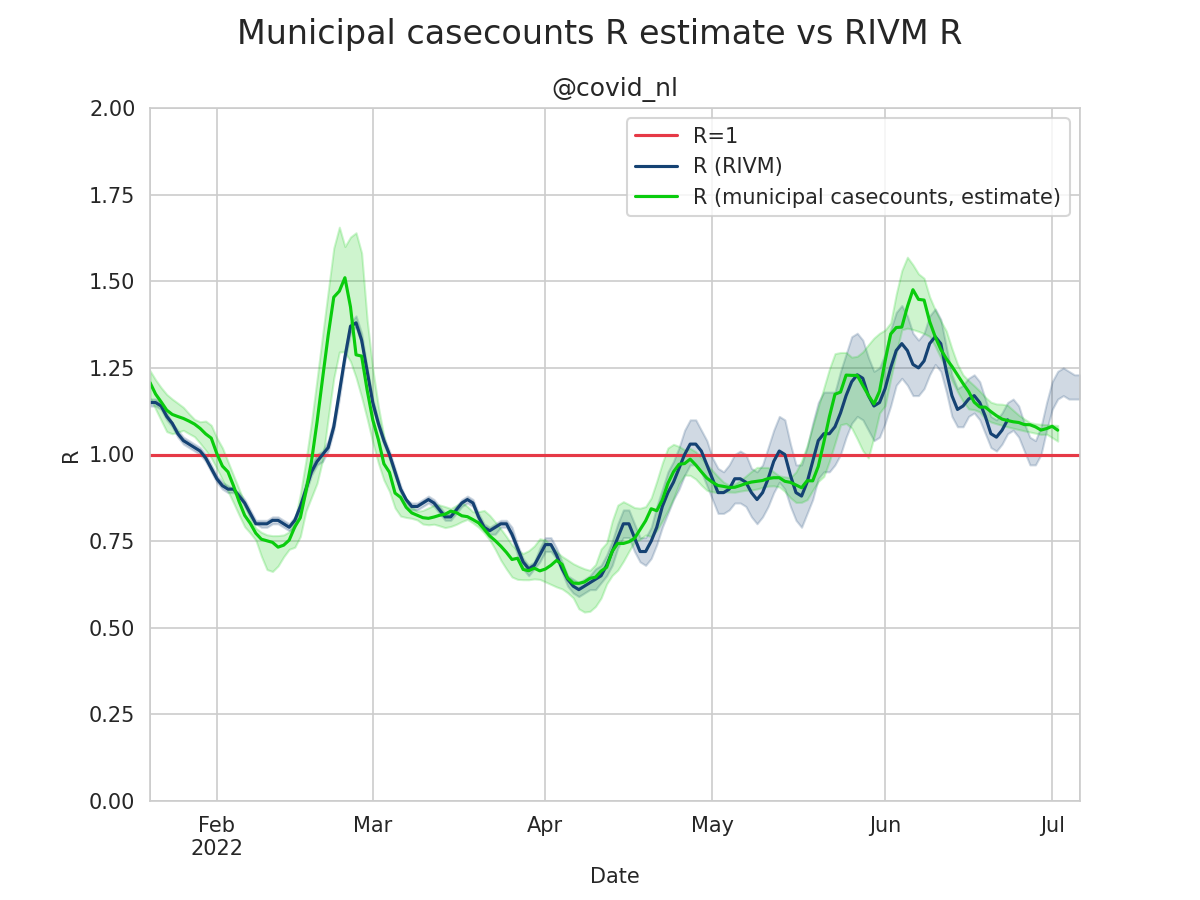 Municipal casecounts R estimate vs RIVM R
@covid_nl
R=1
R (RIVM)
R (municipal casecounts, estimate)
2.00
1.75
1.50
1.25
1.00
0.75
0.50
0.25
0.00
R
Feb
2022
Mar
Apr
May
Jun
Jul
Date